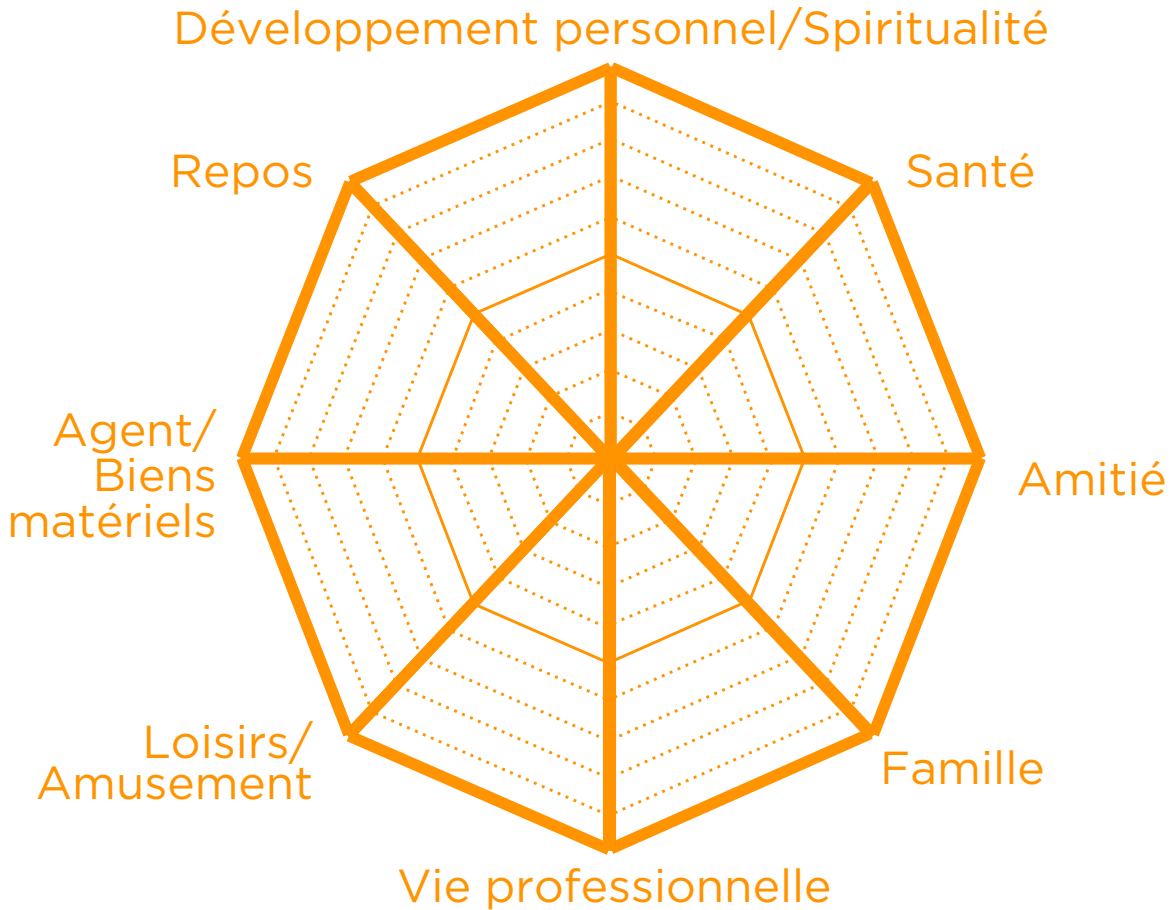 Développement personnel/Spiritualité
Repos
Santé
Agent/
Biens
matériels
Amitié
Loisirs/
Amusement
Famille
Vie professionnelle